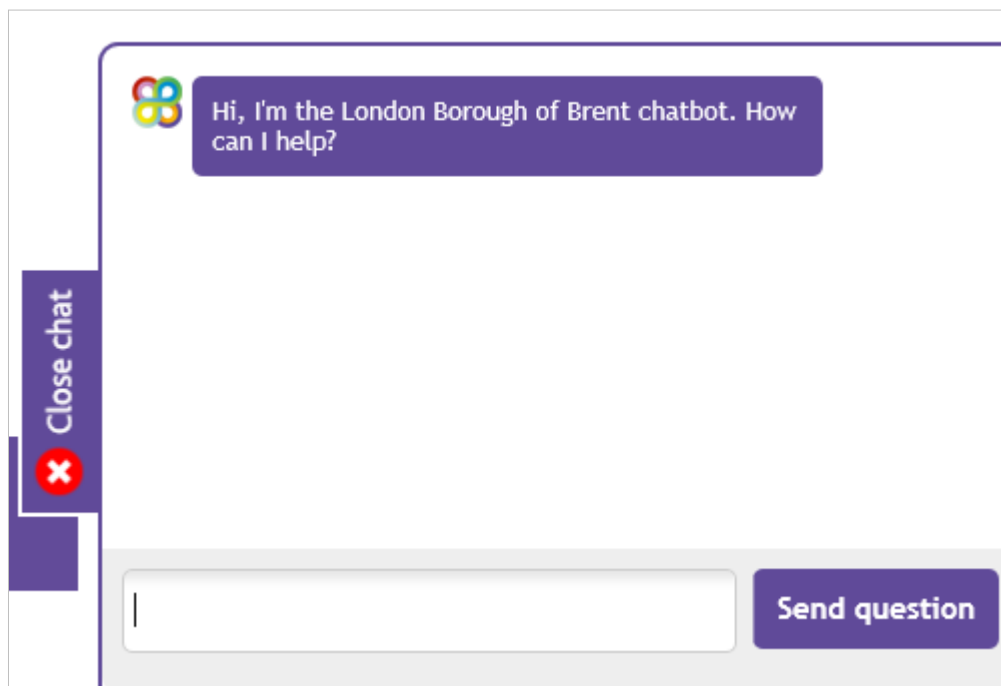 Hi, I'm the London Borough of Brent chatbot. How
can I help?
Close chat
Send question